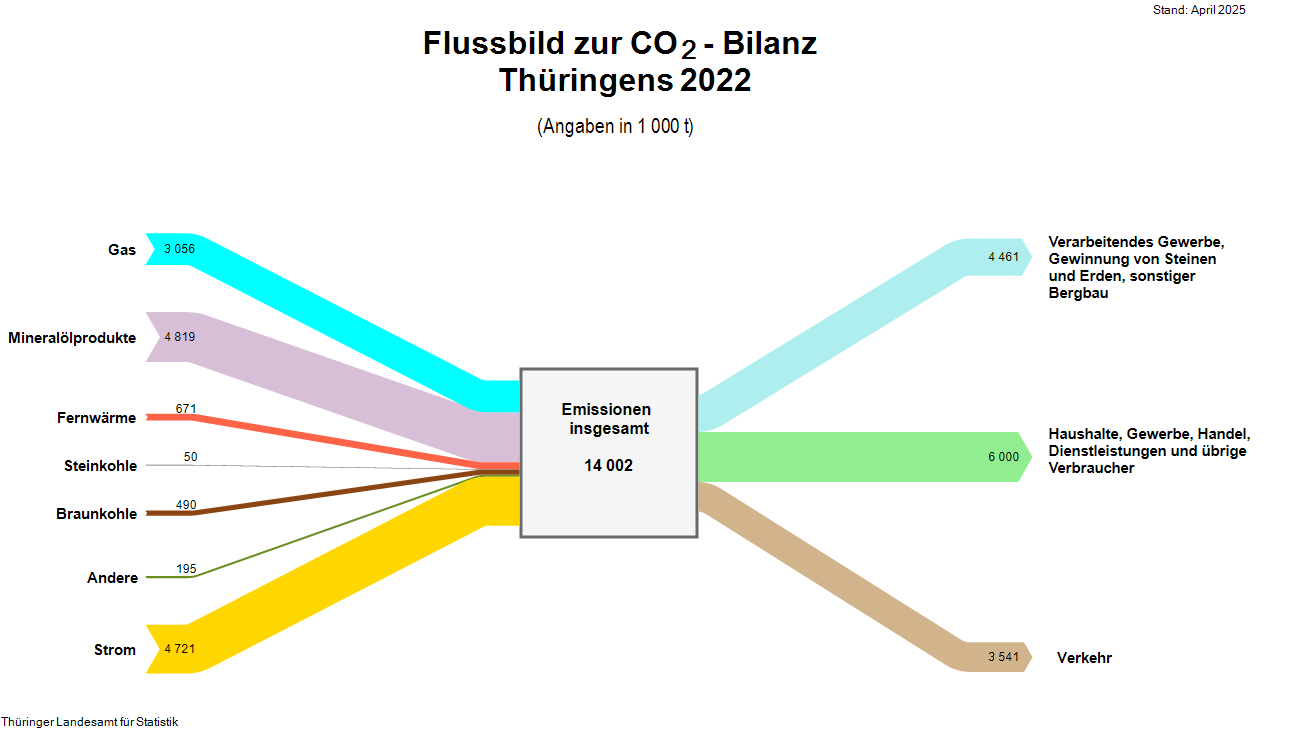 Stand: April 2025
Flussbild zur CO2 - Bilanz
Thüringens 2022
(Angaben in 1 000 t)
Gas
3 056
Mineralölprodukte
4 819
Fernwärme
671
Steinkohle
50
Braunkohle
490
Andere
195
Strom
4 721
Emissionen
insgesamt
14 002
4 461
Verarbeitendes Gewerbe,
Gewinnung von Steinen
und Erden, sonstiger
Bergbau
6 000
Haushalte, Gewerbe, Handel,
Dienstleistungen und übrige
Verbraucher
3 541
Verkehr
Thüringer Landesamt für Statistik